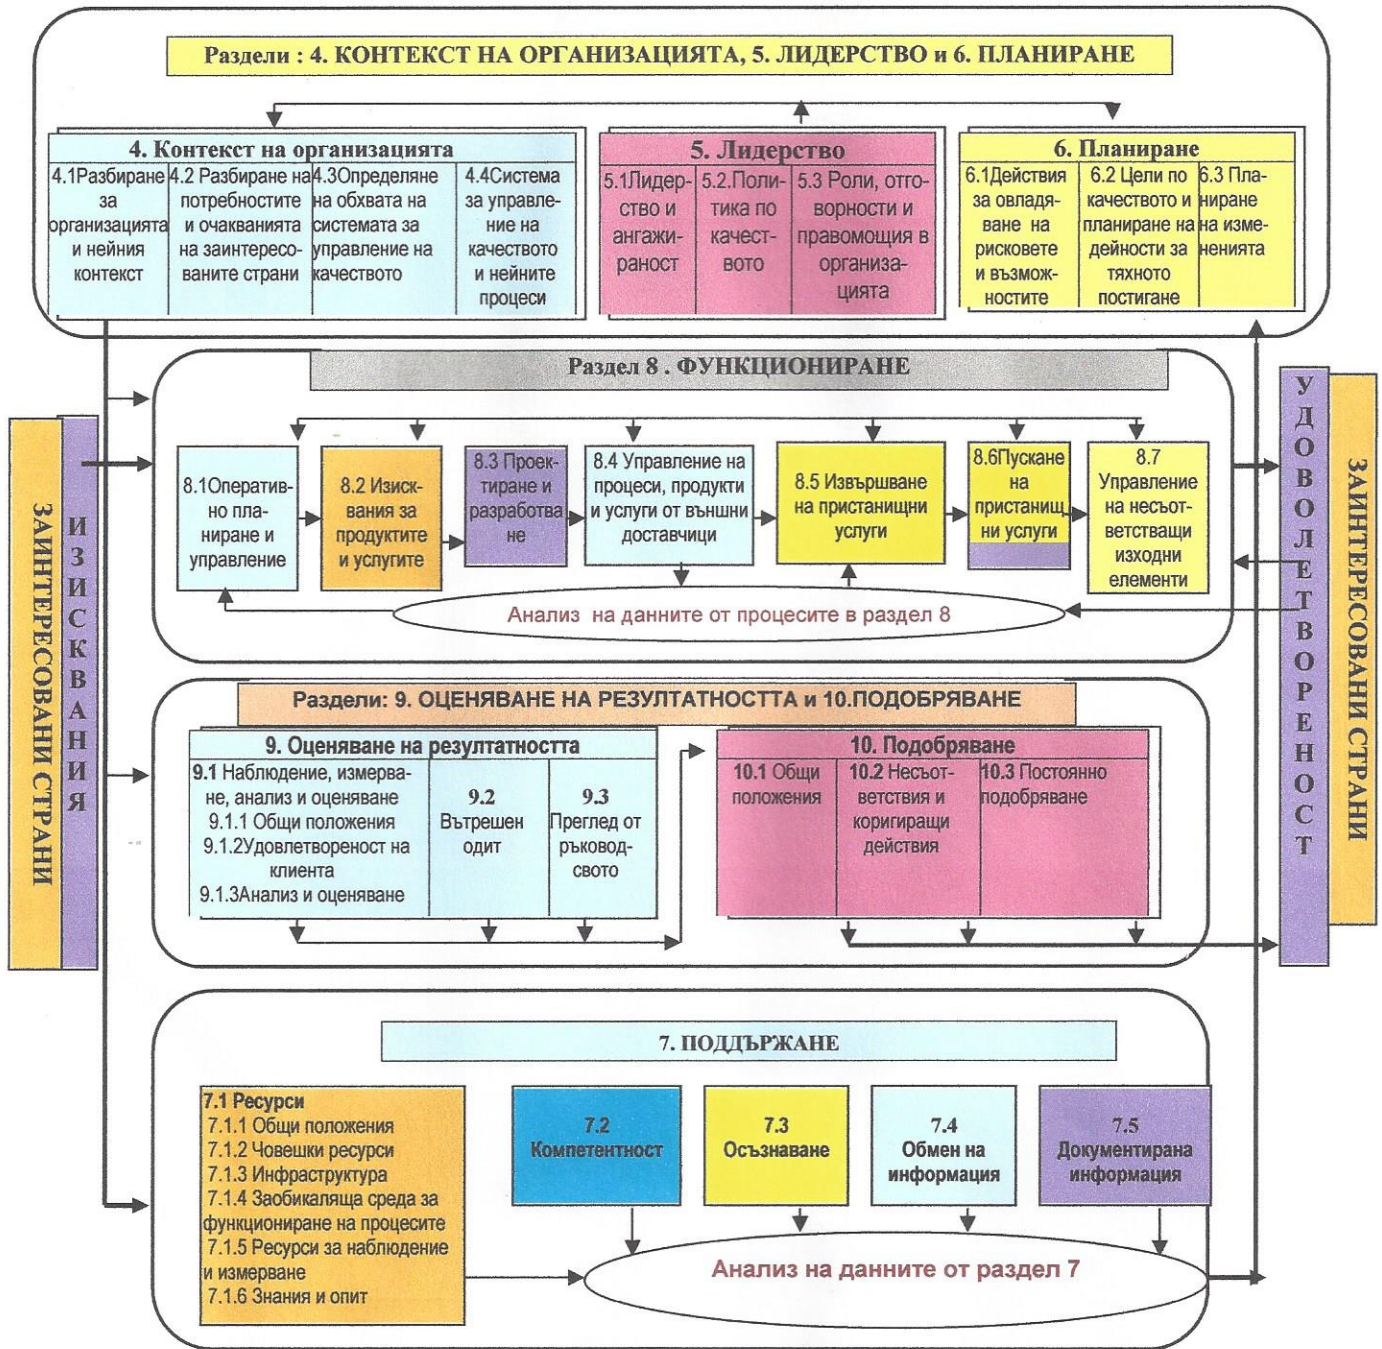 Раздели : 4. КОНТЕКСТ НА ОРГАНИЗАЦИЯТА, 5. ЛИДЕРСТВО и 6. ПЛАНИРАНЕ
4. Контекст на организацията
4.1Разбиране
за
организацията
и нейния
контекст
4.2 Разбиране на
потребностите
и очакванията
на заинтересо-
ваните страни
4.3Определяне
на обхвата на
системата за
управление на
качеството
4.4Система
за управле-
ние на
качеството
и нейните
процеси
5. Лидерство
5.1Лидер-
ство и
ангажи-
раност
5.2.Поли-
тика по
качест-
вото
5.3 Роли, отго-
ворности и
правомощия в
организа-
цията
6. Планиране
6.1Действия
за овладя-
ване на
рисковете
и възмож-
ностите
6.2 Цели по
качеството и
планиране на
дейности за
тяхното
постигане
6.3 Пла-
ниране
на изме-
ненията
Раздел 8 . ФУНКЦИОНИРАНЕ
8.1Оператив-
но пла-
ниране и
управление
8.2 Изиск-
вания за
продуктите
и услугите
8.3 Проек-
тиране и
разработва
не
8.4 Управление на
процеси, продукти
и услуги от външни
доставчици
8.5 Извършване
на пристанищни
услуги
8.6Пускане
на
пристанищ-
ни услуги
8.7
Управление
на несъот-
ветстващи
изходни
елементи
Анализ на данните от процесите в раздел 8
ЗАИНТЕРЕСОВАНИ СТРАНИ
ИЗИСКВАНИЯ
УДОВОЛЕТВОРЕНОСТ
ЗАИНТЕРЕСОВАНИ СТРАНИ
Раздели: 9. ОЦЕНЯВАНЕ НА РЕЗУЛТАТНОСТТА и 10.ПОДОБРЯВАНЕ
9. Оценяване на резултатността
9.1 Наблюдение, измерва-
не, анализ и оценяване
9.1.1 Общи положения
9.1.2Удовлетвореност на
клиента
9.1.3Анализ и оценяване
9.2
Вътрешен
одит
9.3
Преглед от
ръковод-
ството
10. Подобряване
10.1 Общи
положения
10.2 Несъот-
ветствия и
коригиращи
действия
10.3 Постоянно
подобряване
7. ПОДДЪРЖАНЕ
7.1 Ресурси
7.1.1 Общи положения
7.1.2 Човешки ресурси
7.1.3 Инфраструктура
7.1.4 Заобикаляща среда за
функциониране на процесите
7.1.5 Ресурси за наблюдение
и измерване
7.1.6 Знания и опит
7.2
Компетентност
7.3
Осъзнаване
7.4
Обмен на
информация
7.5
Документирана
информация
Анализ на данните от раздел 7